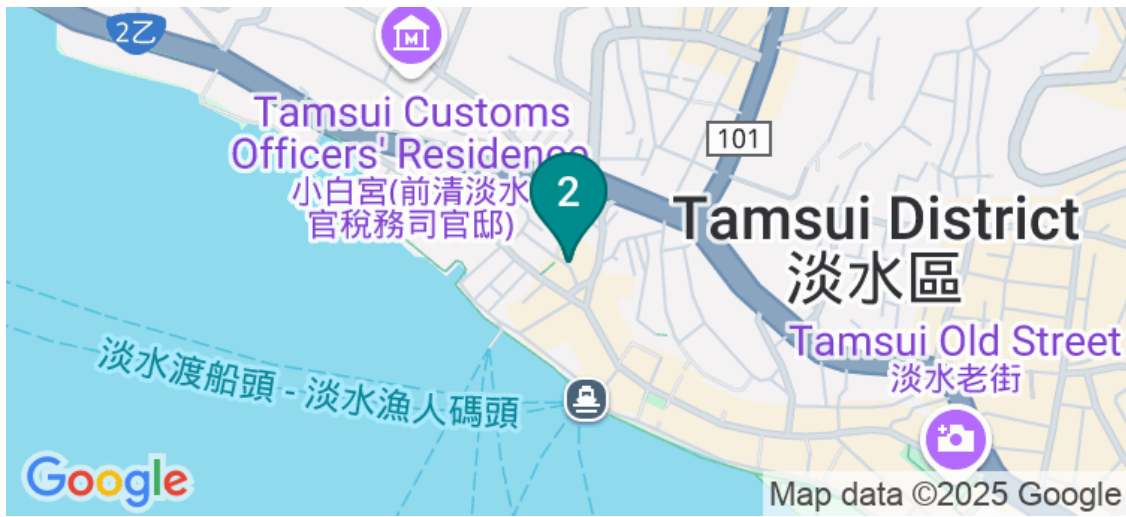 2乙
Tamsui Customs
Officers' Residence
小白宮(前清淡水
官稅務司官邸)
2
101
Tamsui District
淡水區
Tamsui Old Street
淡水老街
淡水渡船頭 - 淡水漁人碼頭
Google
Map data ©2025 Google